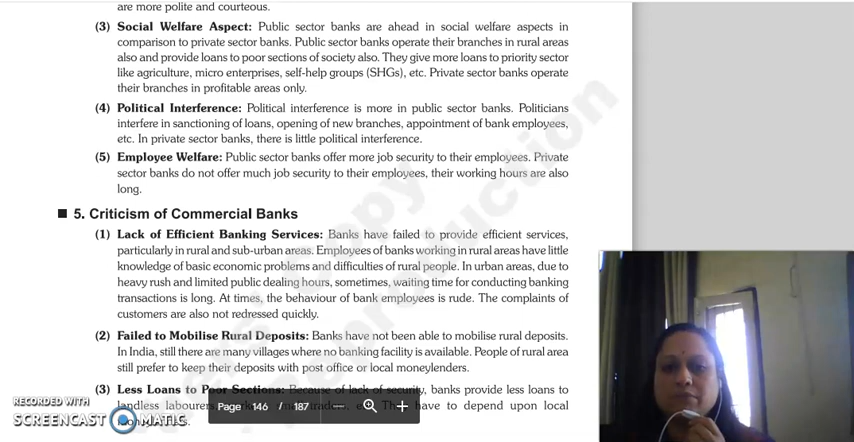 are more polite and courteous.
(3) Social Welfare Aspect: Public sector banks are ahead in social welfare aspects in
comparison to private sector banks. Public sector banks operate their branches in rural areas
also and provide loans to poor sections of society also. They give more loans to priority sector
like agriculture, micro enterprises, self-help groups (SHGs), etc. Private sector banks operate
their branches in profitable areas only.
(4) Political Interference: Political interference is more in public sector banks. Politicians
interfere in sanctioning of loans, opening of new branches, appointment of bank employees,
etc. In private sector banks, there is little political interference.
(5) Employee Welfare: Public sector banks offer more job security to their employees. Private
sector banks do not offer much job security to their employees, their working hours are also
long.
5. Criticism of Commercial Banks
(1) Lack of Efficient Banking Services: Banks have failed to provide efficient services,
particularly in rural and sub-urban areas. Employees of banks working in rural areas have little
knowledge of basic economic problems and difficulties of rural people. In urban areas, due to
heavy rush and limited public dealing hours, sometimes, waiting time for conducting banking
transactions is long. At times, the behaviour of bank employees is rude. The complaints of
customers are also not redressed quickly.
(2) Failed to Mobilise Rural Deposits: Banks have not been able to mobilise rural deposits.
In India, still there are many villages where no banking facility is available. People of rural area
still prefer to keep their deposits with post office or local moneylenders.
(3) Less Loans to Poor Sections: Because of lack of security, banks provide less loans to
landless labourers have to depend upon local
Page 146 / 187 − +
RECORDED WITH
SCREENCAST MATIC